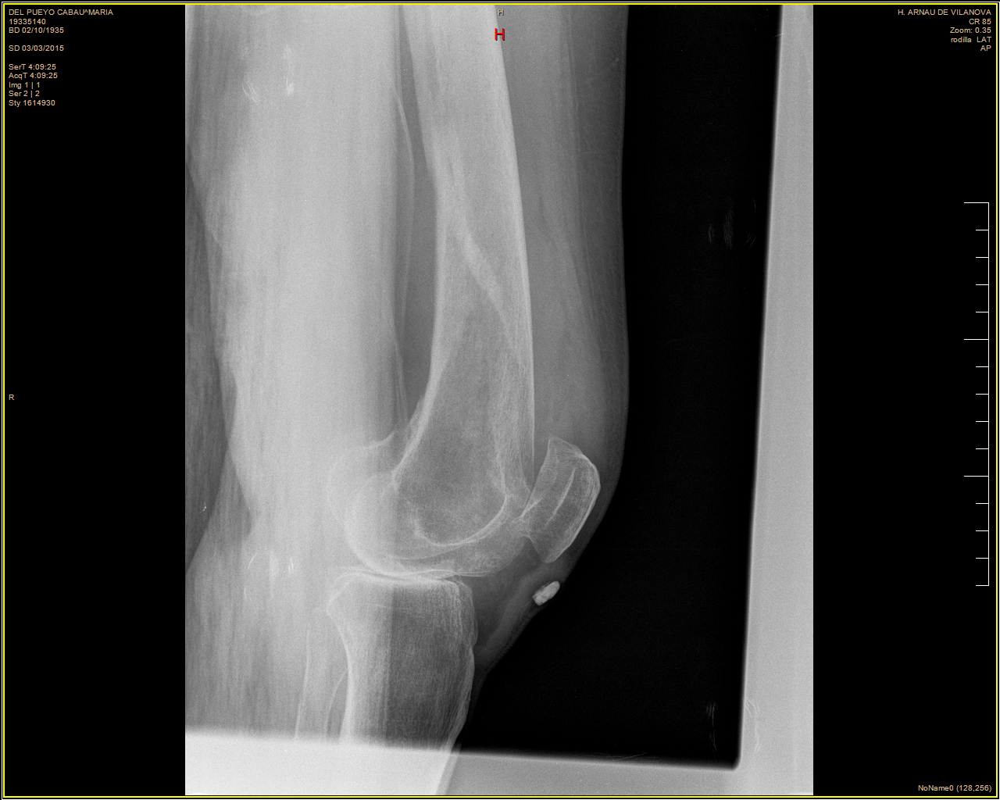 DEL PUEYO CABAU^MARIA
19335140
BD 02/10/1935
SD 03/03/2015
SerT 4:09:25
AcqT 4:09:25
Img 1 | 1
Ser 2 | 2
Sty 1614930
H
H
H. ARNAU DE VILANOVA
CR 85
Zoom: 0.35
rodilla LAT
AP
R
NoName0 (128,256)